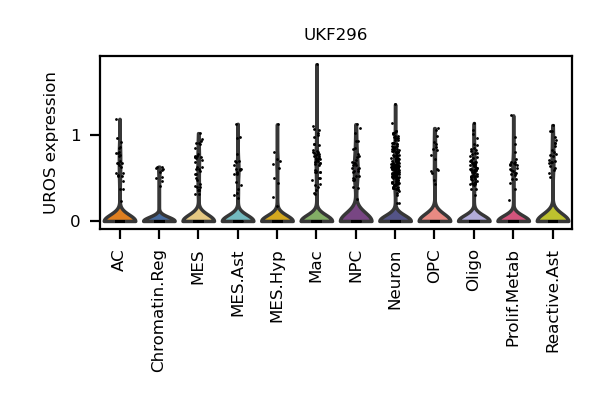 UKF296
UROS expression
1
0
AC
Chromatin.Reg
MES
MES.Ast
MES.Hyp
Mac
NPC
Neuron
OPC
Oligo
Prolif.Metab
Reactive.Ast